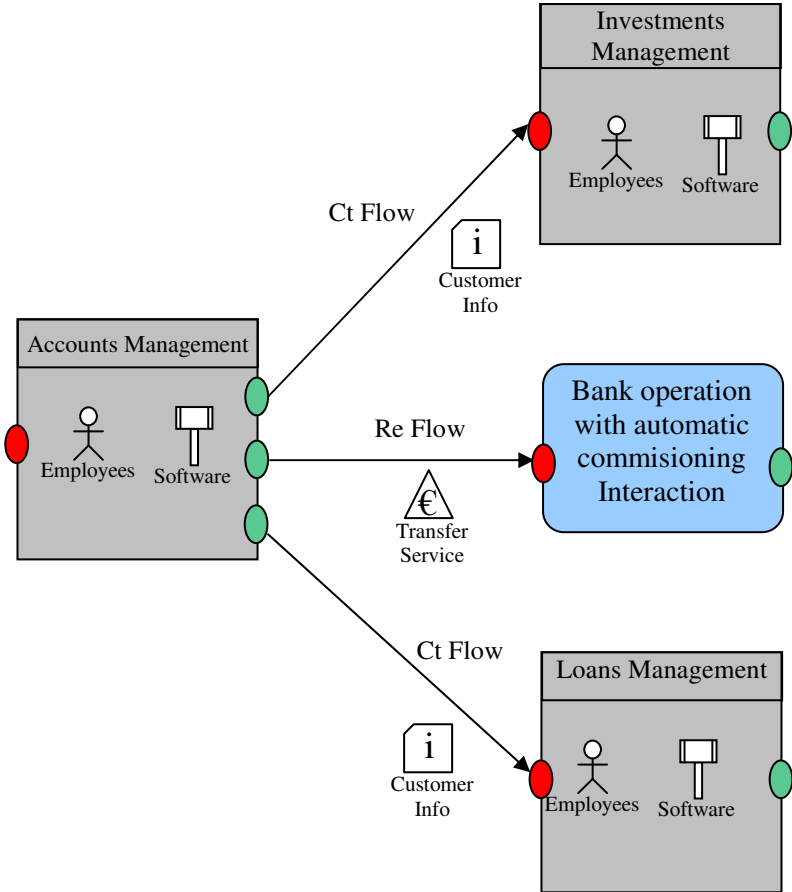 Investments
Management
Employees
Software
Ct Flow
i
Customer
Info
Accounts Management
Employees
Software
Re Flow
€
Transfer
Service
Bank operation
with automatic
commisioning
Interaction
Ct Flow
i
Customer
Info
Loans Management
Employees
Software